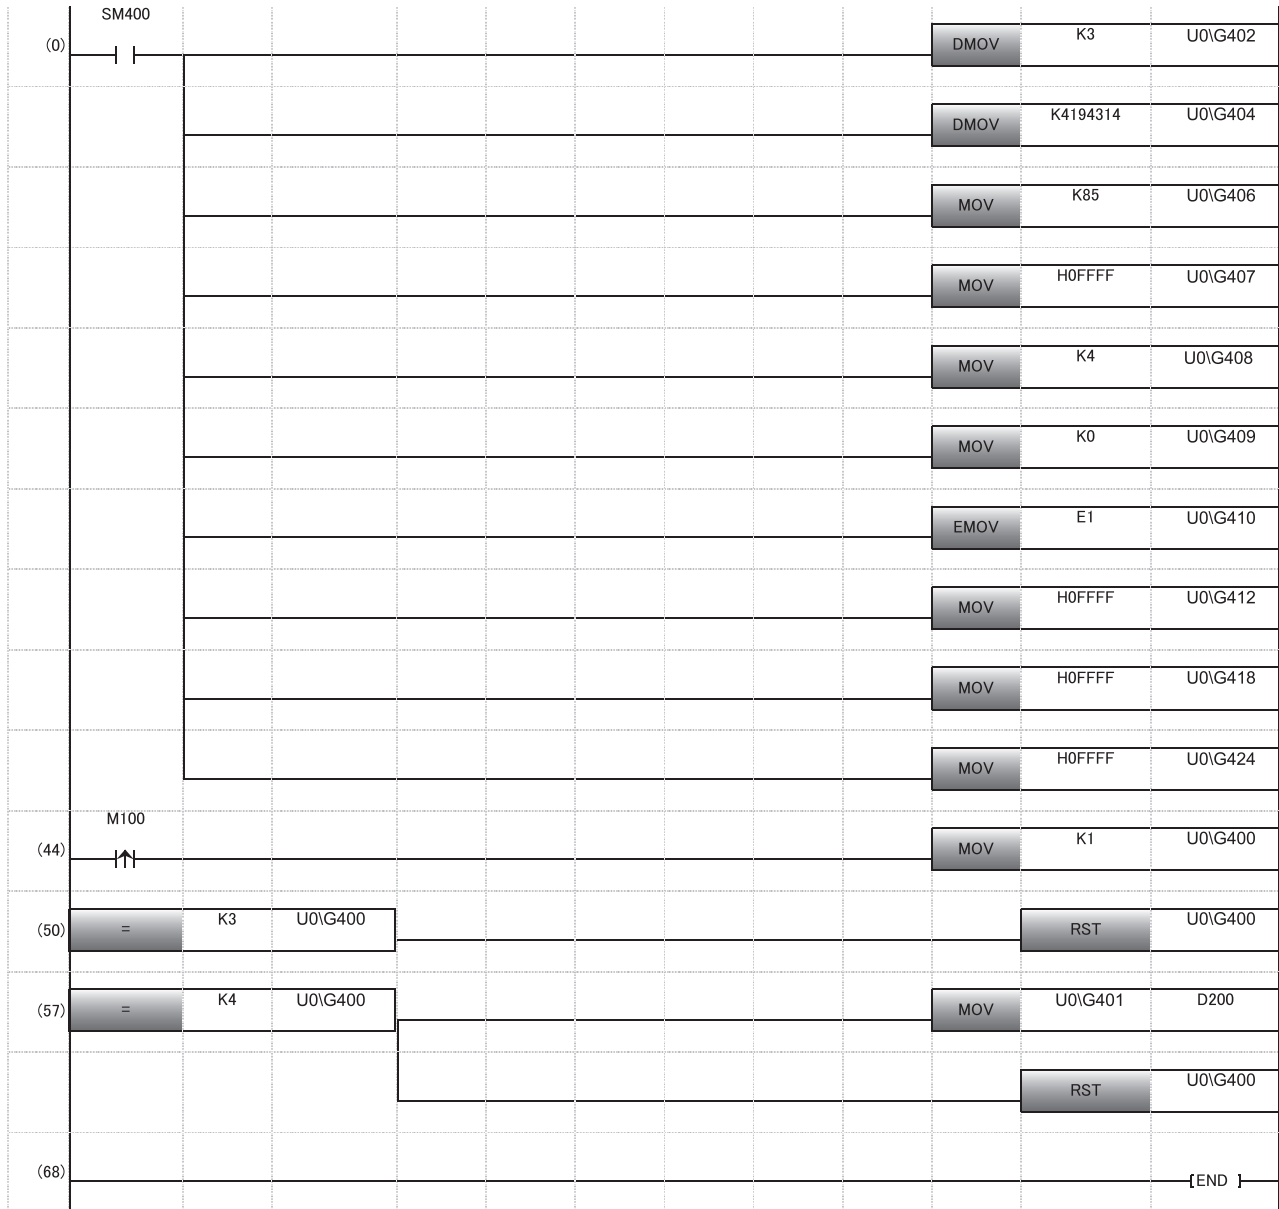 SM400
(0)
DMOV K3 U0\G402
DMOV K4194314 U0\G404
MOV K85 U0\G406
MOV H0FFFF U0\G407
MOV K4 U0\G408
MOV K0 U0\G409
EMOV E1 U0\G410
MOV H0FFFF U0\G412
MOV H0FFFF U0\G418
MOV H0FFFF U0\G424
M100
(44) MOV K1 U0\G400
(50) = K3 U0\G400 RST U0\G400
(57) = K4 U0\G400 MOV U0\G401 D200
RST U0\G400
(68) [END ]